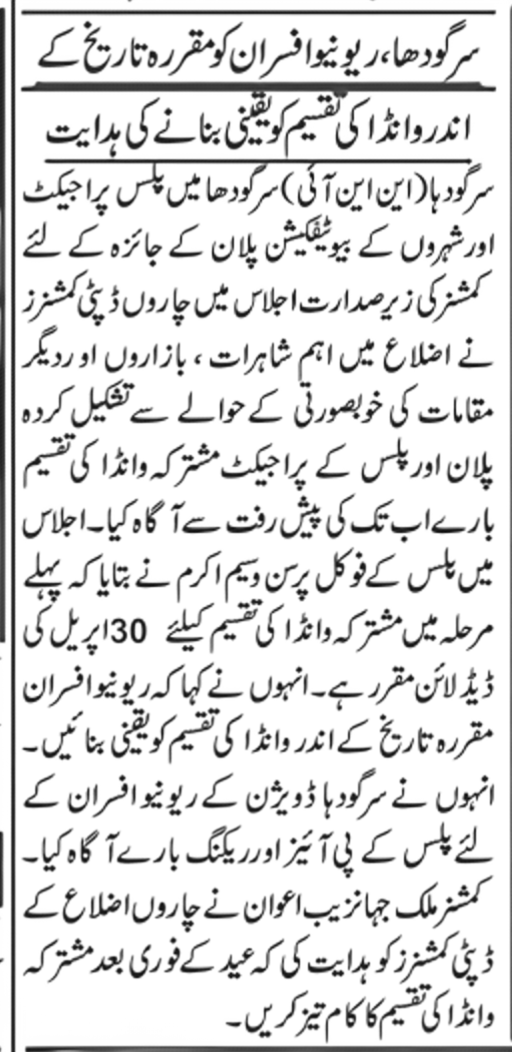 سرگودھا، ریونیو افسران کو مقررہ تاریخ کے
اندر وانڈا کی تقسیم کو یقینی بنانے کی ہدایت
سرگودہا (این این آئی) سرگودھا میں پلس پراجیکٹ
اور شہروں کے بیوٹیفکیشن پلان کے جائزہ کے لئے
کمشنر کی زیر صدارت اجلاس میں چاروں ڈپٹی کمشنرز
نے اضلاع میں اہم شاہرات ، بازاروں او ردیگر
مقامات کی خوبصورتی کے حوالے سے تشکیل کردہ
پلان اور پلس کے پراجیکٹ مشترکہ وانڈا کی تقسیم
بارے اب تک کی پیش رفت سے آگاہ کیا۔ اجلاس
میں پلس کے فوکل پرسن وسیم اکرم نے بتایا کہ پہلے
مرحلہ میں مشترکہ وانڈا کی تقسیم کیلئے 30 اپریل کی
ڈیڈ لائن مقرر ہے۔ انہوں نے کہا کہ ریونیو افسران
مقررہ تاریخ کے اندر وانڈا کی تقسیم کو یقینی بنائیں۔
انہوں نے سرگودہا ڈویژن کے ریونیو افسران کے
لئے پلس کے پی آئیز اور ریکنگ بارے آگاہ کیا۔
کمشنر ملک جہانزیب اعوان نے چاروں اضلاع کے
ڈپٹی کمشنرز کو ہدایت کی کہ عید کے فوری بعد مشترکہ
وانڈا کی تقسیم کا کام تیز کریں۔